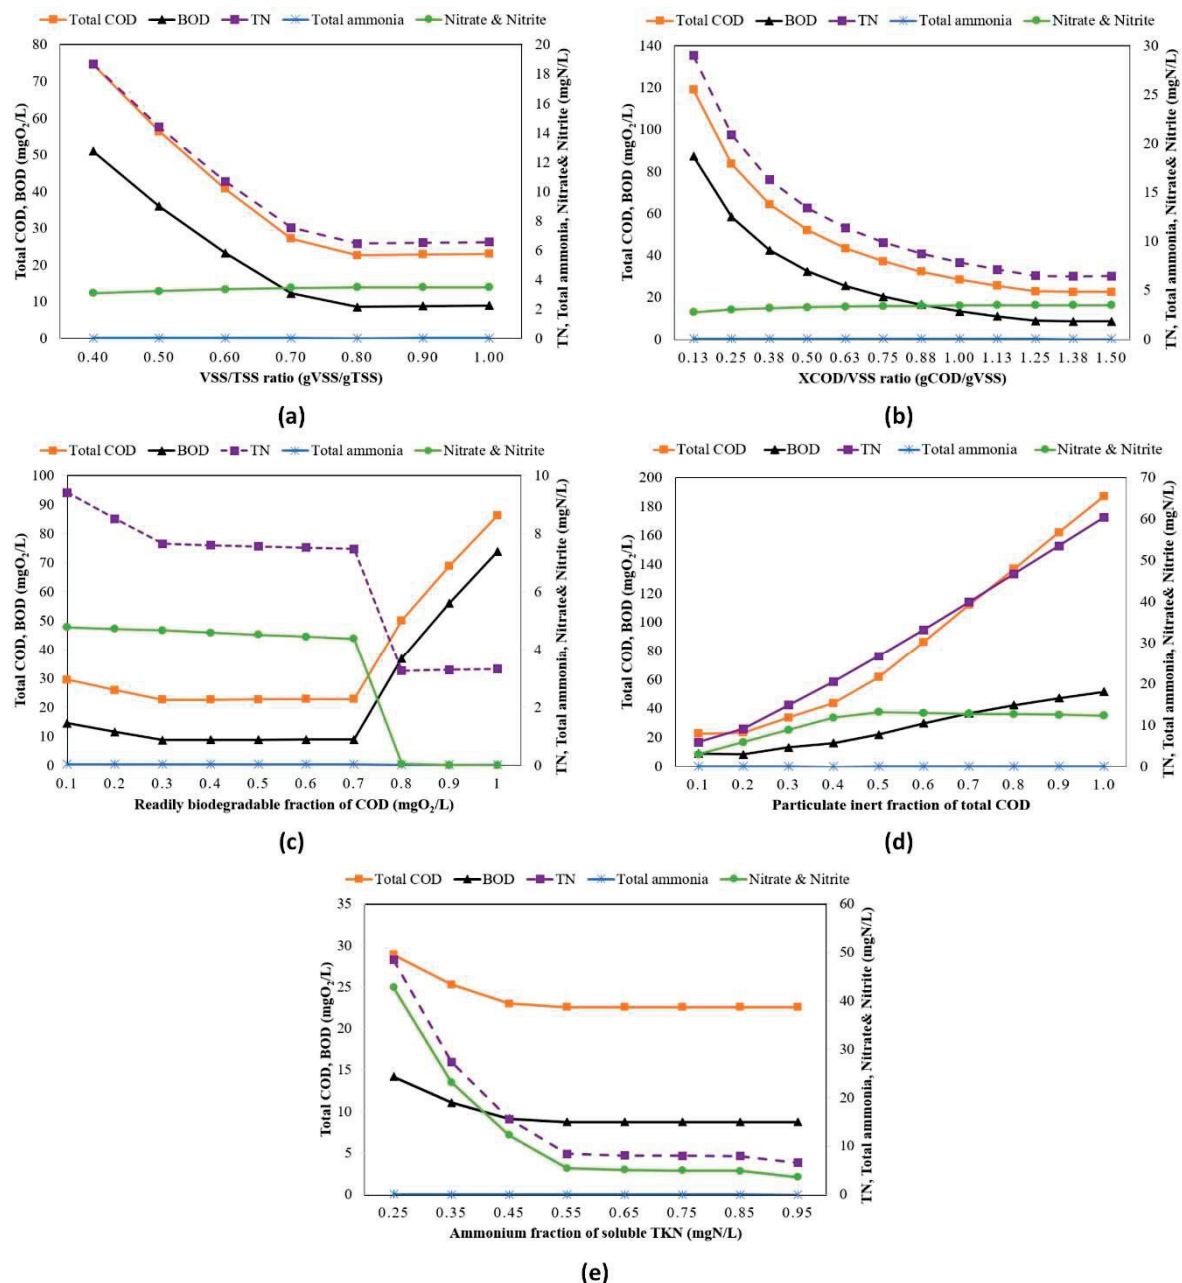 Total COD BOD TN Total ammonia Nitrate & Nitrite
80 70 60 50 40 30 20 10 0
Total COD, BOD (mgO₂/L)
20 18 16 14 12 10 8 6 4 2 0
TN, Total ammonia, Nitrate& Nitrite (mgN/L)
0.40 0.50 0.60 0.70 0.80 0.90 1.00
VSS/TSS ratio (gVSS/gTSS)
(a)
Total COD BOD TN Total ammonia Nitrate & Nitrite
140 120 100 80 60 40 20 0
Total COD, BOD (mgO₂/L)
30 25 20 15 10 5 0
TN, Total ammonia, Nitrate& Nitrite (mgN/L)
0.13 0.25 0.38 0.50 0.63 0.75 0.88 1.00 1.13 1.25 1.38 1.50
XCOD/VSS ratio (gCOD/gVSS)
(b)
Total COD BOD TN Total ammonia Nitrate & Nitrite
100 90 80 70 60 50 40 30 20 10 0
Total COD, BOD (mgO₂/L)
10 8 6 4 2 0
TN, Total ammonia, Nitrate& Nitrite (mgN/L)
0.1 0.2 0.3 0.4 0.5 0.6 0.7 0.8 0.9 1
Readily biodegradable fraction of COD (mgO₂/L)
(c)
Total COD BOD TN Total ammonia Nitrate & Nitrite
200 180 160 140 120 100 80 60 40 20 0
Total COD, BOD (mgO₂/L)
70 60 50 40 30 20 10 0
TN, Total ammonia, Nitrate& Nitrite (mgN/L)
0.1 0.2 0.3 0.4 0.5 0.6 0.7 0.8 0.9 1.0
Particulate inert fraction of total COD
(d)
Total COD BOD TN Total ammonia Nitrate & Nitrite
35 30 25 20 15 10 5 0
Total COD, BOD (mgO₂/L)
60 50 40 30 20 10 0
TN, Total ammonia, Nitrate& Nitrite (mgN/L)
0.25 0.35 0.45 0.55 0.65 0.75 0.85 0.95
Ammonium fraction of soluble TKN (mgN/L)
(e)